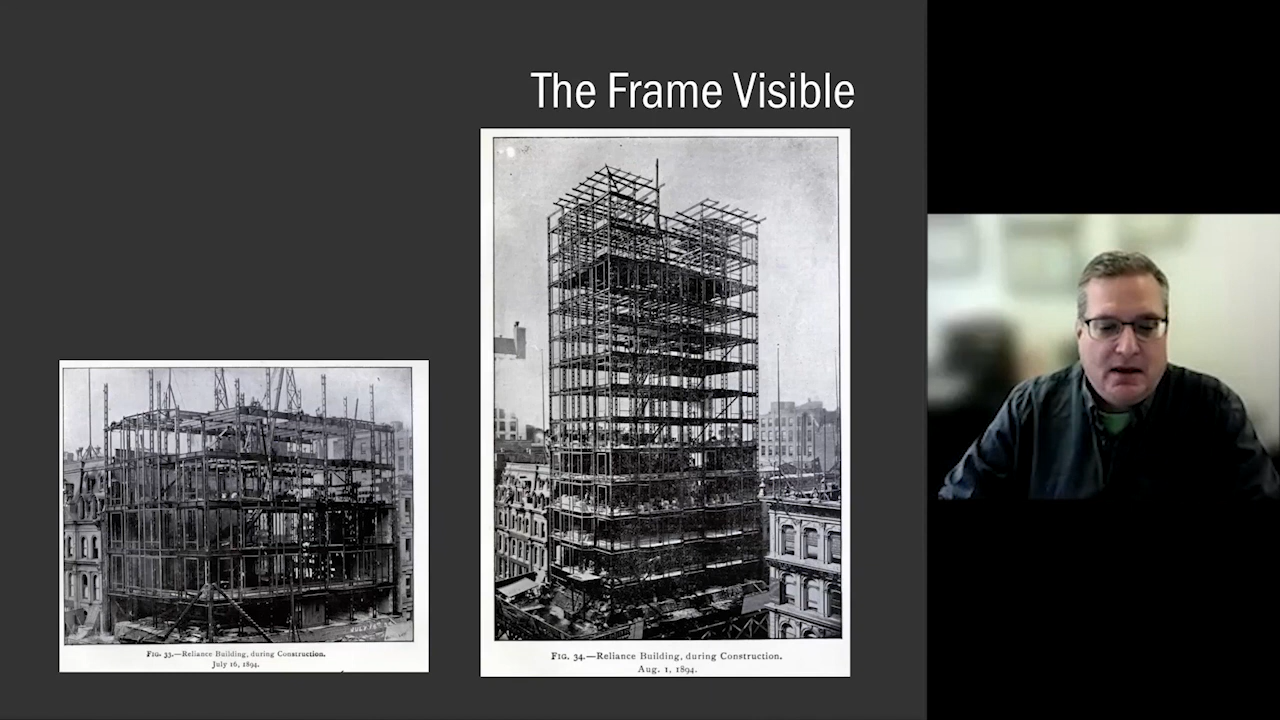 The Frame Visible
FIG. 33.—Reliance Building, during Construction.
July 16, 1894.
FIG. 34.—Reliance Building, during Construction.
Aug. 1, 1894.